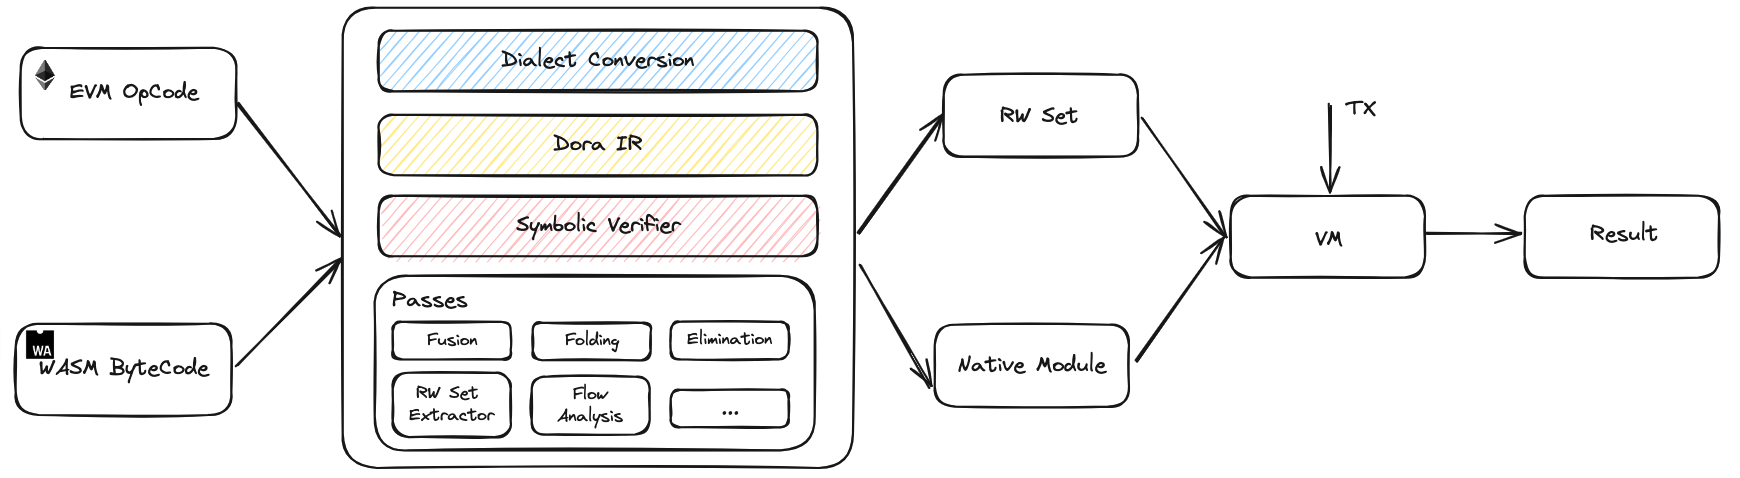 EVM OpCode
WA
WASM ByteCode
Dialect Conversion
Dora IR
Symbolic Verifier
Passes
Fusion
Folding
Elimination
RW Set
Extractor
Flow
Analysis
...
RW Set
Native Module
TX
VM
Result